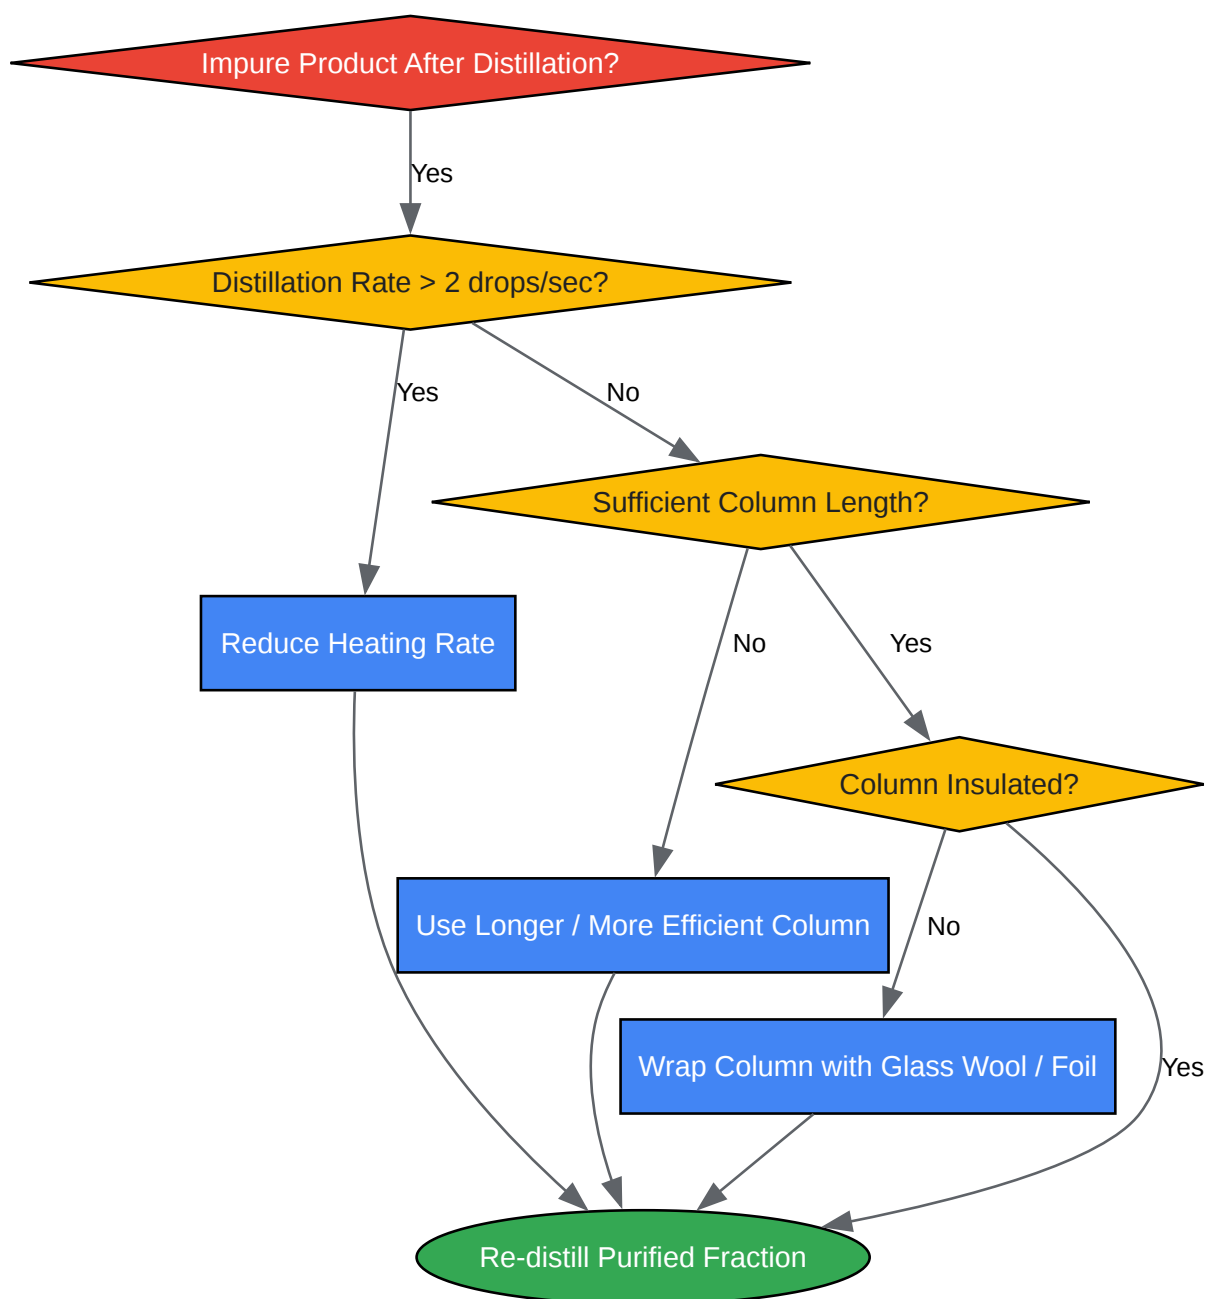 Impure Product After Distillation?
Yes
Distillation Rate > 2 drops/sec?
Yes
No
Sufficient Column Length?
Reduce Heating Rate
No
Yes
Column Insulated?
Use Longer / More Efficient Column
No
Wrap Column with Glass Wool / Foil
Yes
Re-distill Purified Fraction